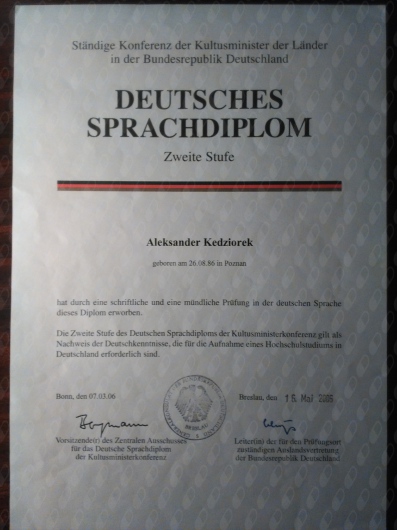 Ständige Konferenz der Kultusminister der Länder
in der Bundesrepublik Deutschland
DEUTSCHES
SPRACHDIPLOM
Zweite Stufe
Aleksander Kedziorek
geboren am 26.08.86 in Poznan
hat durch eine schriftliche und eine mündliche Prüfung in der deutschen Sprache
dieses Diplom erworben.
Die Zweite Stufe des Deutschen Sprachdiploms der Kultusministerkonferenz gilt als
Nachweis der Deutschkenntnisse, die für die Aufnahme eines Hochschulstudiums in
Deutschland erforderlich sind.
Bonn, den 07.03.06
Breslau, den
Vorsitzende(r) des Zentralen Ausschusses
für das Deutsche Sprachdiplom
der Kultusministerkonferenz
Leiter(in) der für den Prüfungsort
zuständigen Auslandsvertretung
der Bundesrepublik Deutschland